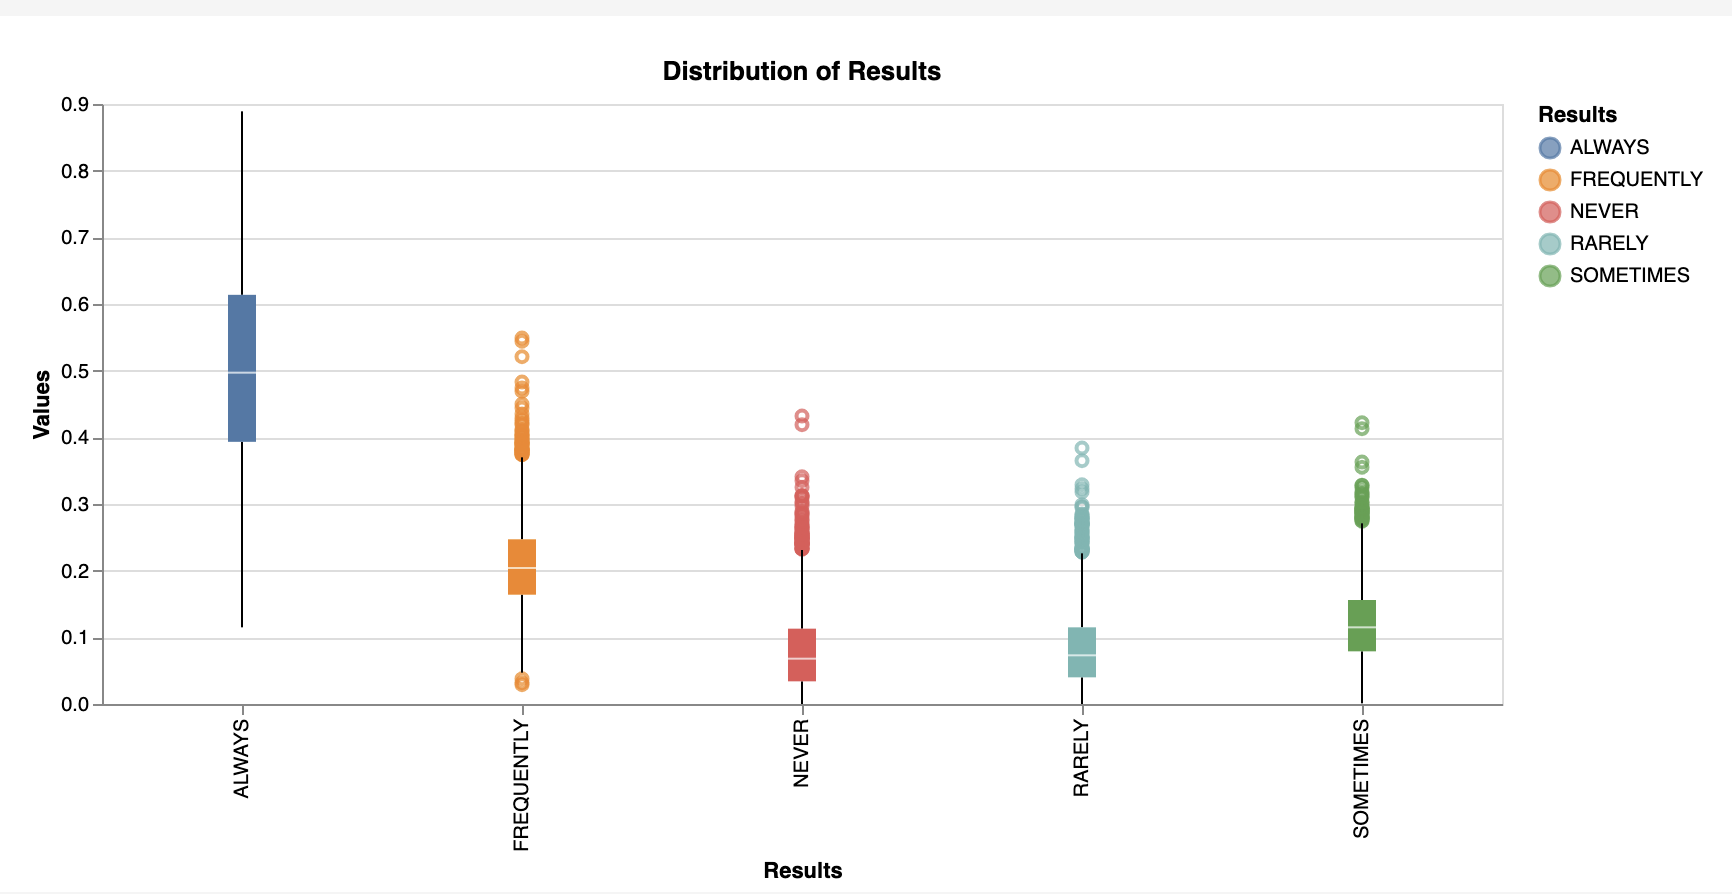 Distribution of Results
0.9
0.8
0.7
0.6
0.5
0.4
0.3
0.2
0.1
0.0
Values
ALWAYS
FREQUENTLY
NEVER
RARELY
SOMETIMES
Results
Results
ALWAYS
FREQUENTLY
NEVER
RARELY
SOMETIMES